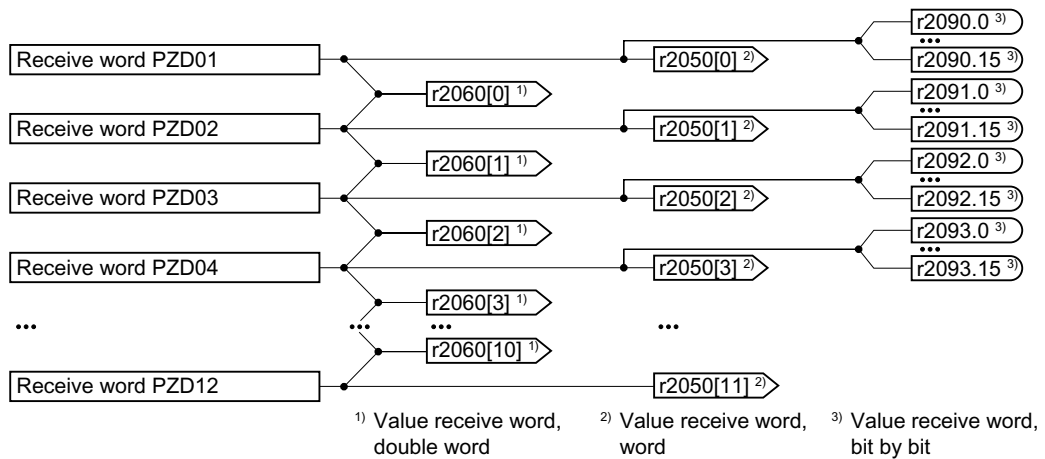 r2090.0 3)
...
Receive word PZD01
r2050[0] 2)
r2090.15 3)
r2060[0] 1)
r2091.0 3)
...
Receive word PZD02
r2050[1] 2)
r2091.15 3)
r2060[1] 1)
r2092.0 3)
...
Receive word PZD03
r2050[2] 2)
r2092.15 3)
r2060[2] 1)
r2093.0 3)
...
Receive word PZD04
r2050[3] 2)
r2093.15 3)
r2060[3] 1)
... ... ... ...
r2060[10] 1)
Receive word PZD12
r2050[11] 2)
1) Value receive word,
double word
2) Value receive word,
word
3) Value receive word,
bit by bit